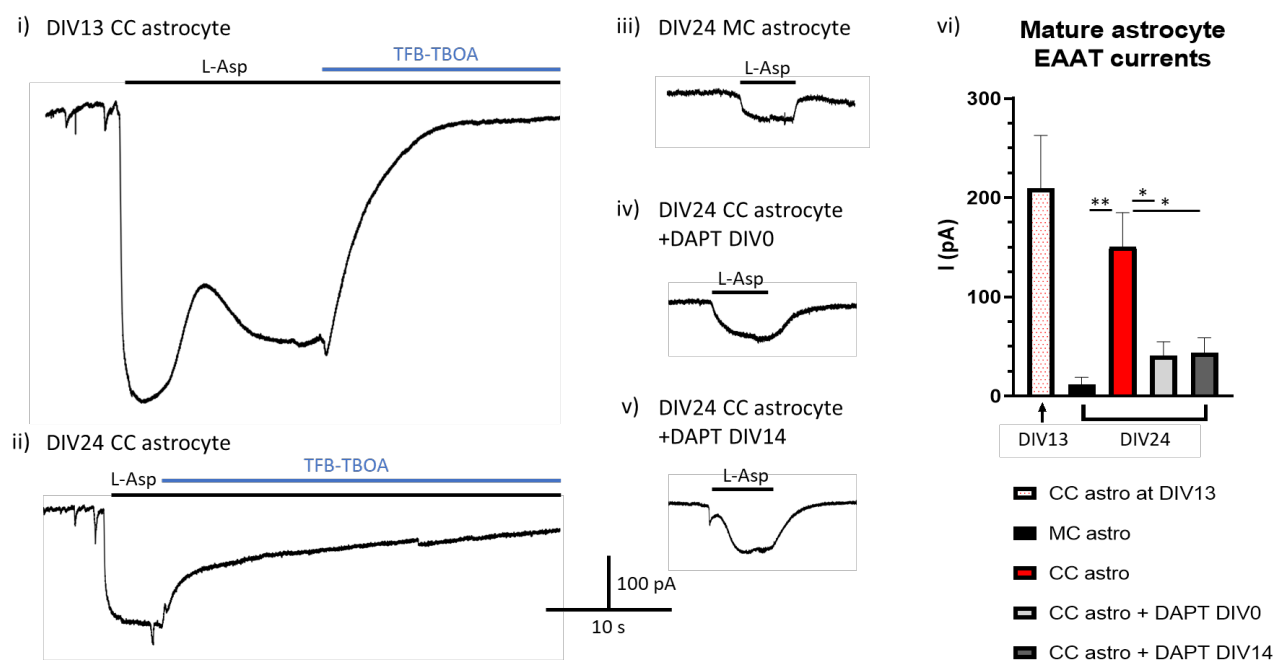 i) DIV13 CC astrocyte
L-Asp
TFB-TBOA
ii) DIV24 CC astrocyte
L-Asp
TFB-TBOA
100 pA
10 s
iii) DIV24 MC astrocyte
L-Asp
iv) DIV24 CC astrocyte
+DAPT DIV0
L-Asp
v) DIV24 CC astrocyte
+DAPT DIV14
L-Asp
vi) Mature astrocyte
EAAT currents
I (pA)
300
200
100
0
** * *
DIV13 DIV24
CC astro at DIV13
MC astro
CC astro
CC astro + DAPT DIV0
CC astro + DAPT DIV14